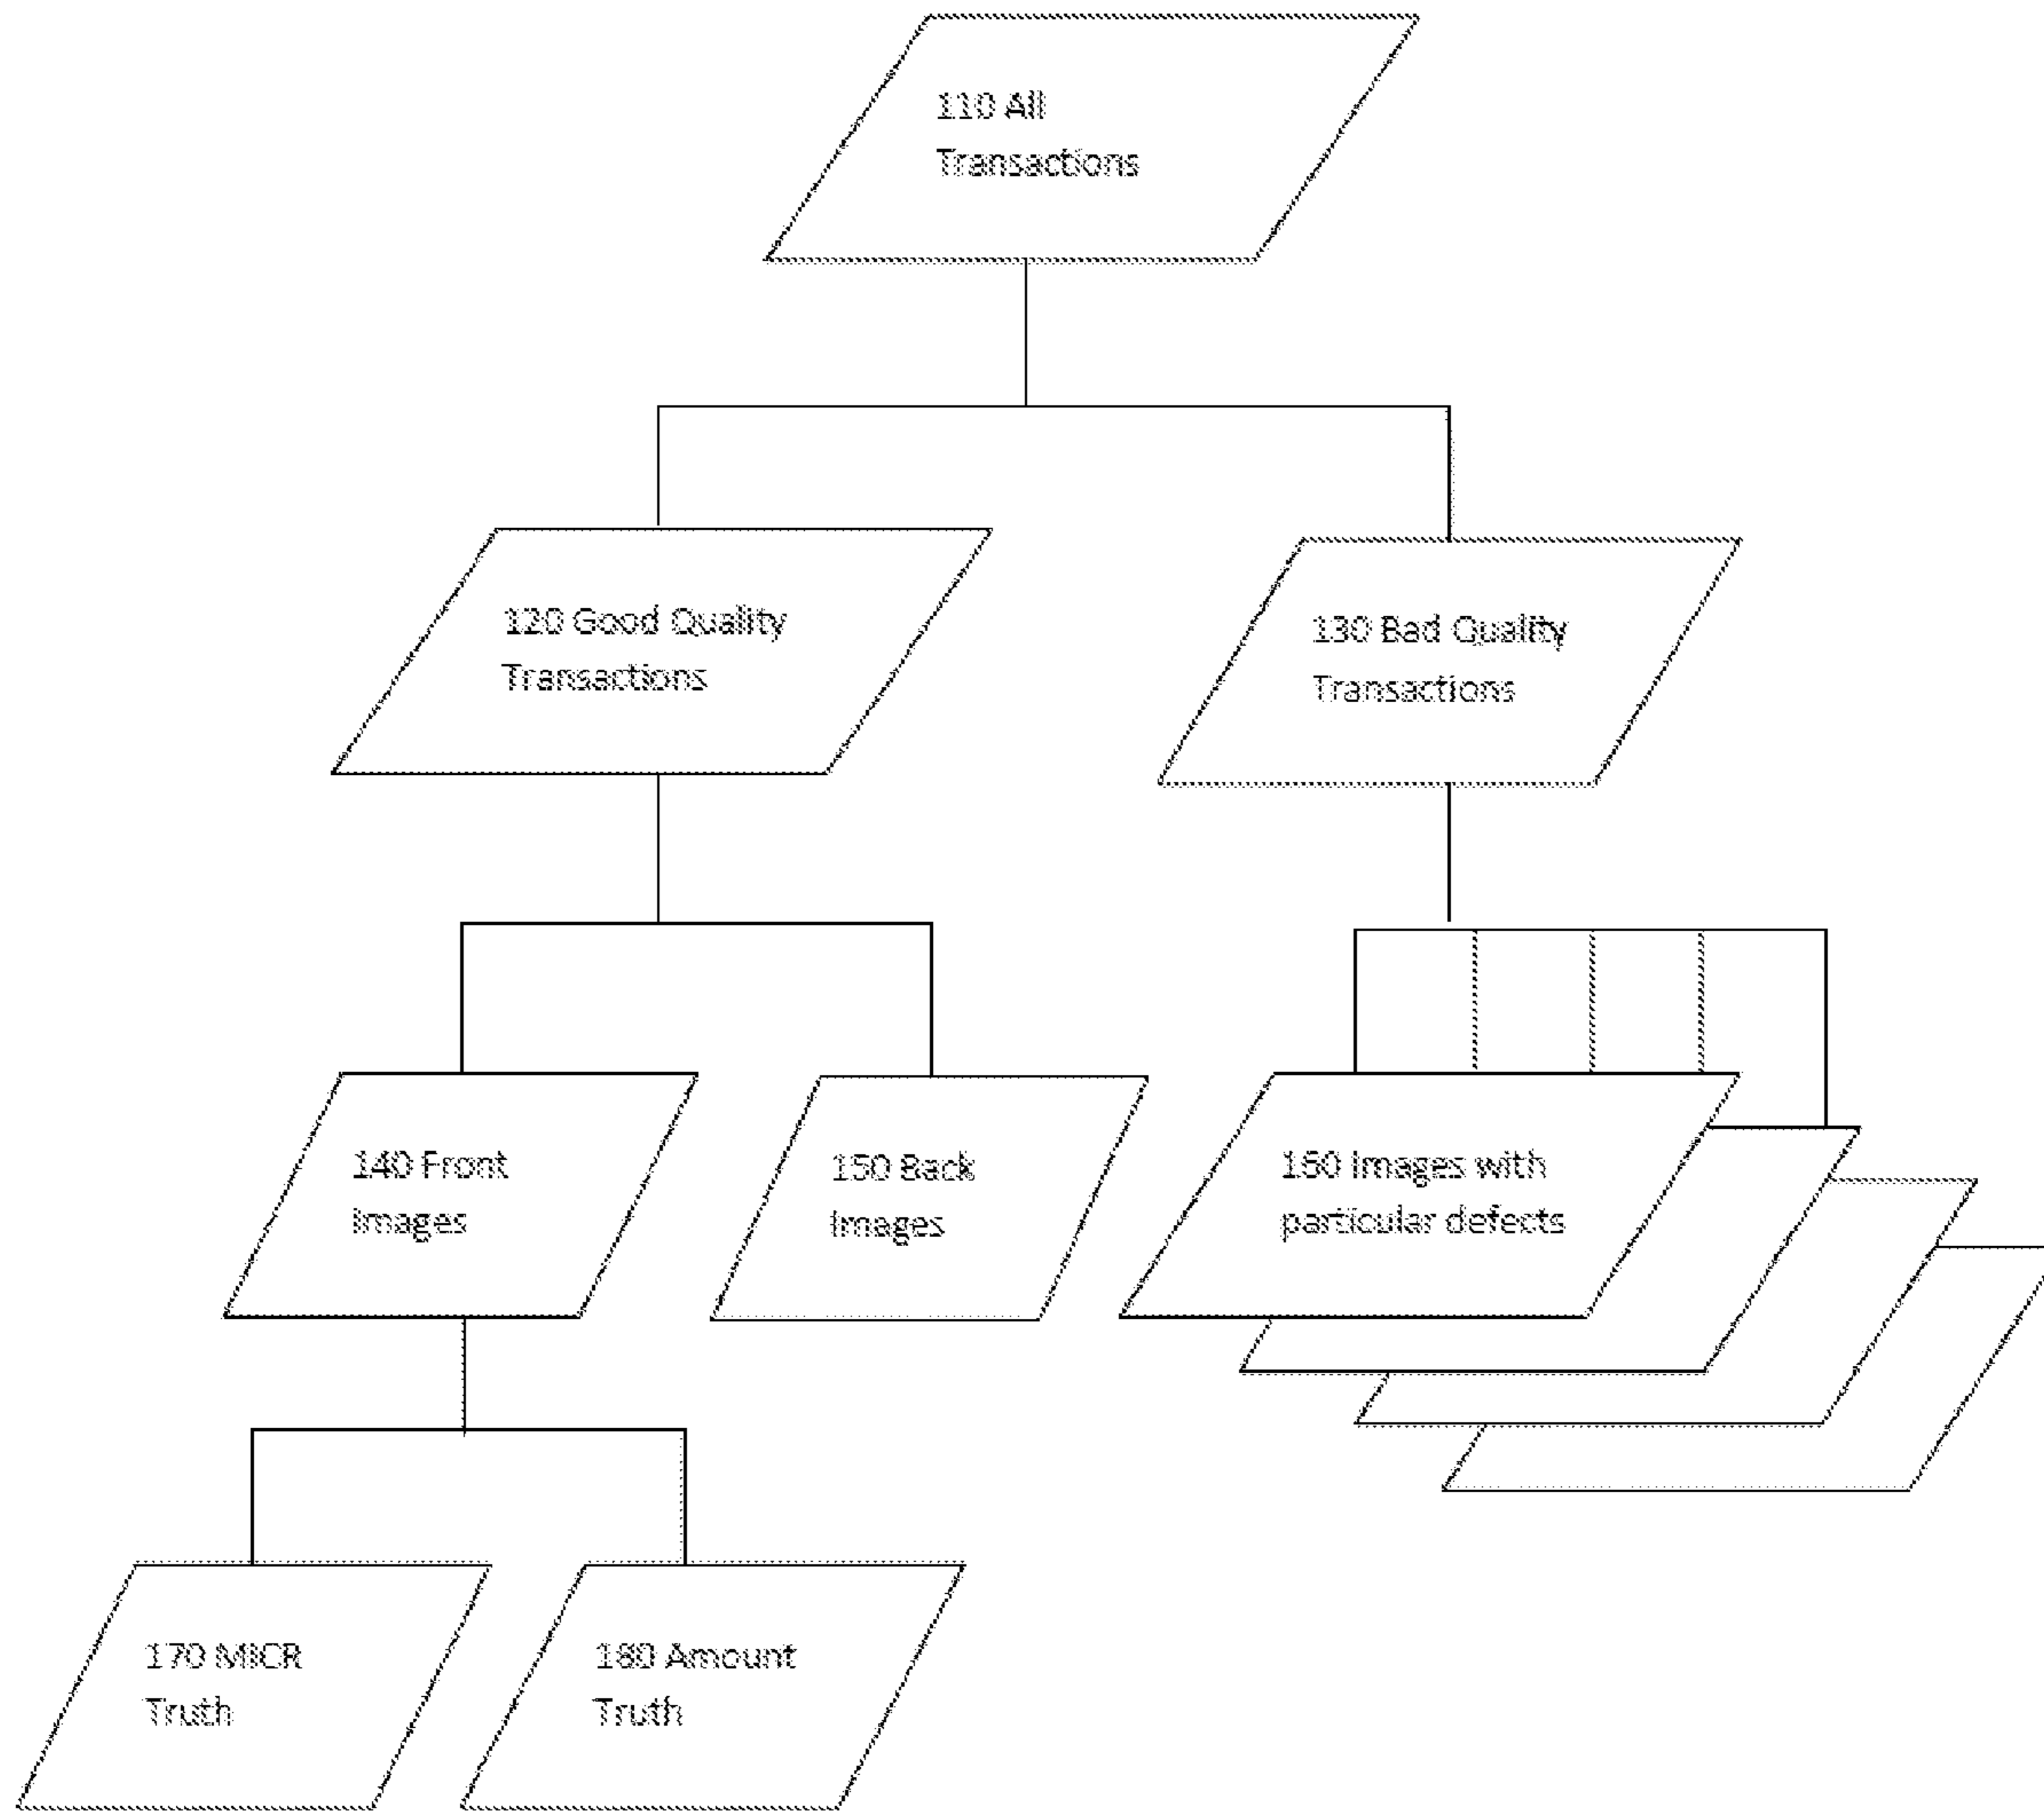 110 All
Transactions
120 Good Quality
Transactions
130 Bad Quality
Transactions
140 Front
Images
150 Back
Images
160 Images with
particular defects
170 MICR
Truth
180 Amount
Truth